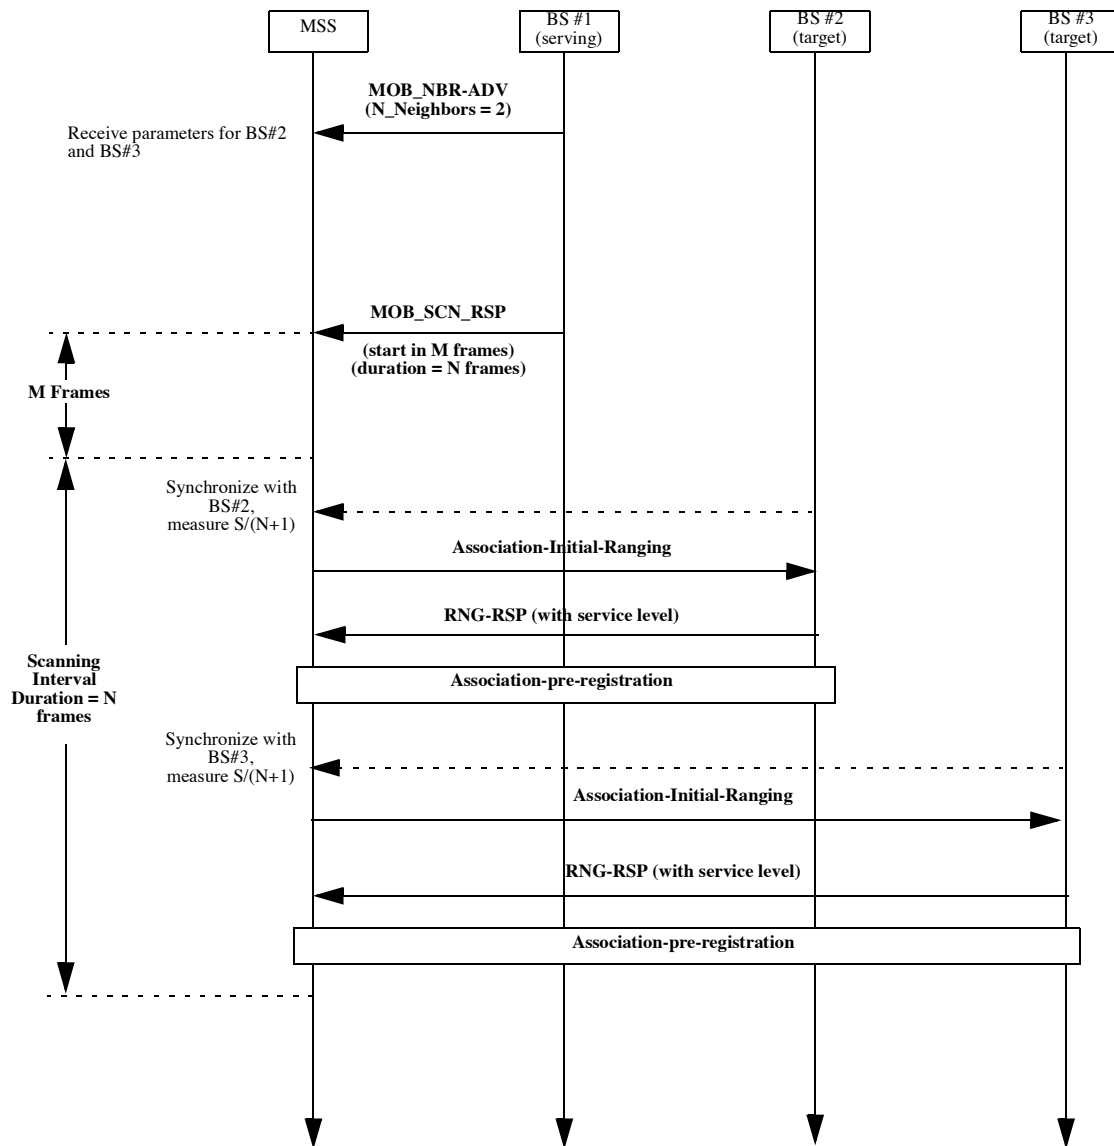 MSS
BS #1
(serving)
BS #2
(target)
BS #3
(target)
MOB_NBR-ADV
(N_Neighbors = 2)
Receive parameters for BS#2
and BS#3
MOB_SCN_RSP
(start in M frames)
(duration = N frames)
M Frames
Synchronize with
BS#2,
measure S/(N+1)
Association-Initial-Ranging
RNG-RSP (with service level)
Scanning
Interval
Duration = N
frames
Association-pre-registration
Synchronize with
BS#3,
measure S/(N+1)
Association-Initial-Ranging
RNG-RSP (with service level)
Association-pre-registration